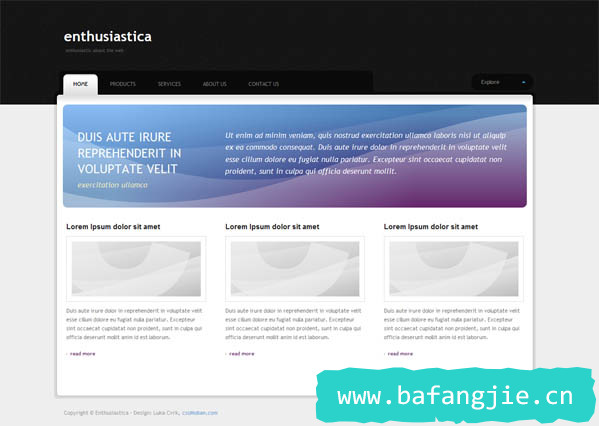 enthusiastica
enthusiastic about the web
HOME PRODUCTS SERVICES ABOUT US CONTACT US Explore
DUIS AUTE IRURE
REPREHENDERIT IN
VOLUPTATE VELIT
exercitation ullamco
Ut enim ad minim veniam, quis nostrud exercitation ullamco laboris nisi ut aliquip
ex ea commodo consequat. Duis aute irure dolor in reprehenderit in voluptate velit
esse cillum dolore eu fugiat nulla pariatur. Excepteur sint occaecat cupidatat non
proident, sunt in culpa qui officia deserunt mollit.
Lorem ipsum dolor sit amet
Duis aute irure dolor in reprehenderit in voluptate velit
esse cillum dolore eu fugiat nulla pariatur. Excepteur
sint occaecat cupidatat non proident, sunt in culpa qui
officia deserunt mollit anim id est laborum.
read more
Lorem ipsum dolor sit amet
Duis aute irure dolor in reprehenderit in voluptate velit
esse cillum dolore eu fugiat nulla pariatur. Excepteur
sint occaecat cupidatat non proident, sunt in culpa qui
officia deserunt mollit anim id est laborum.
read more
Lorem ipsum dolor sit amet
Duis aute irure dolor in reprehenderit in voluptate velit
esse cillum dolore eu fugiat nulla pariatur. Excepteur
sint occaecat cupidatat non proident, sunt in culpa qui
officia deserunt mollit anim id est laborum.
read more
Copyright © Enthusiastica - Design: Luka Cvrk,
www.bafangjie.cn